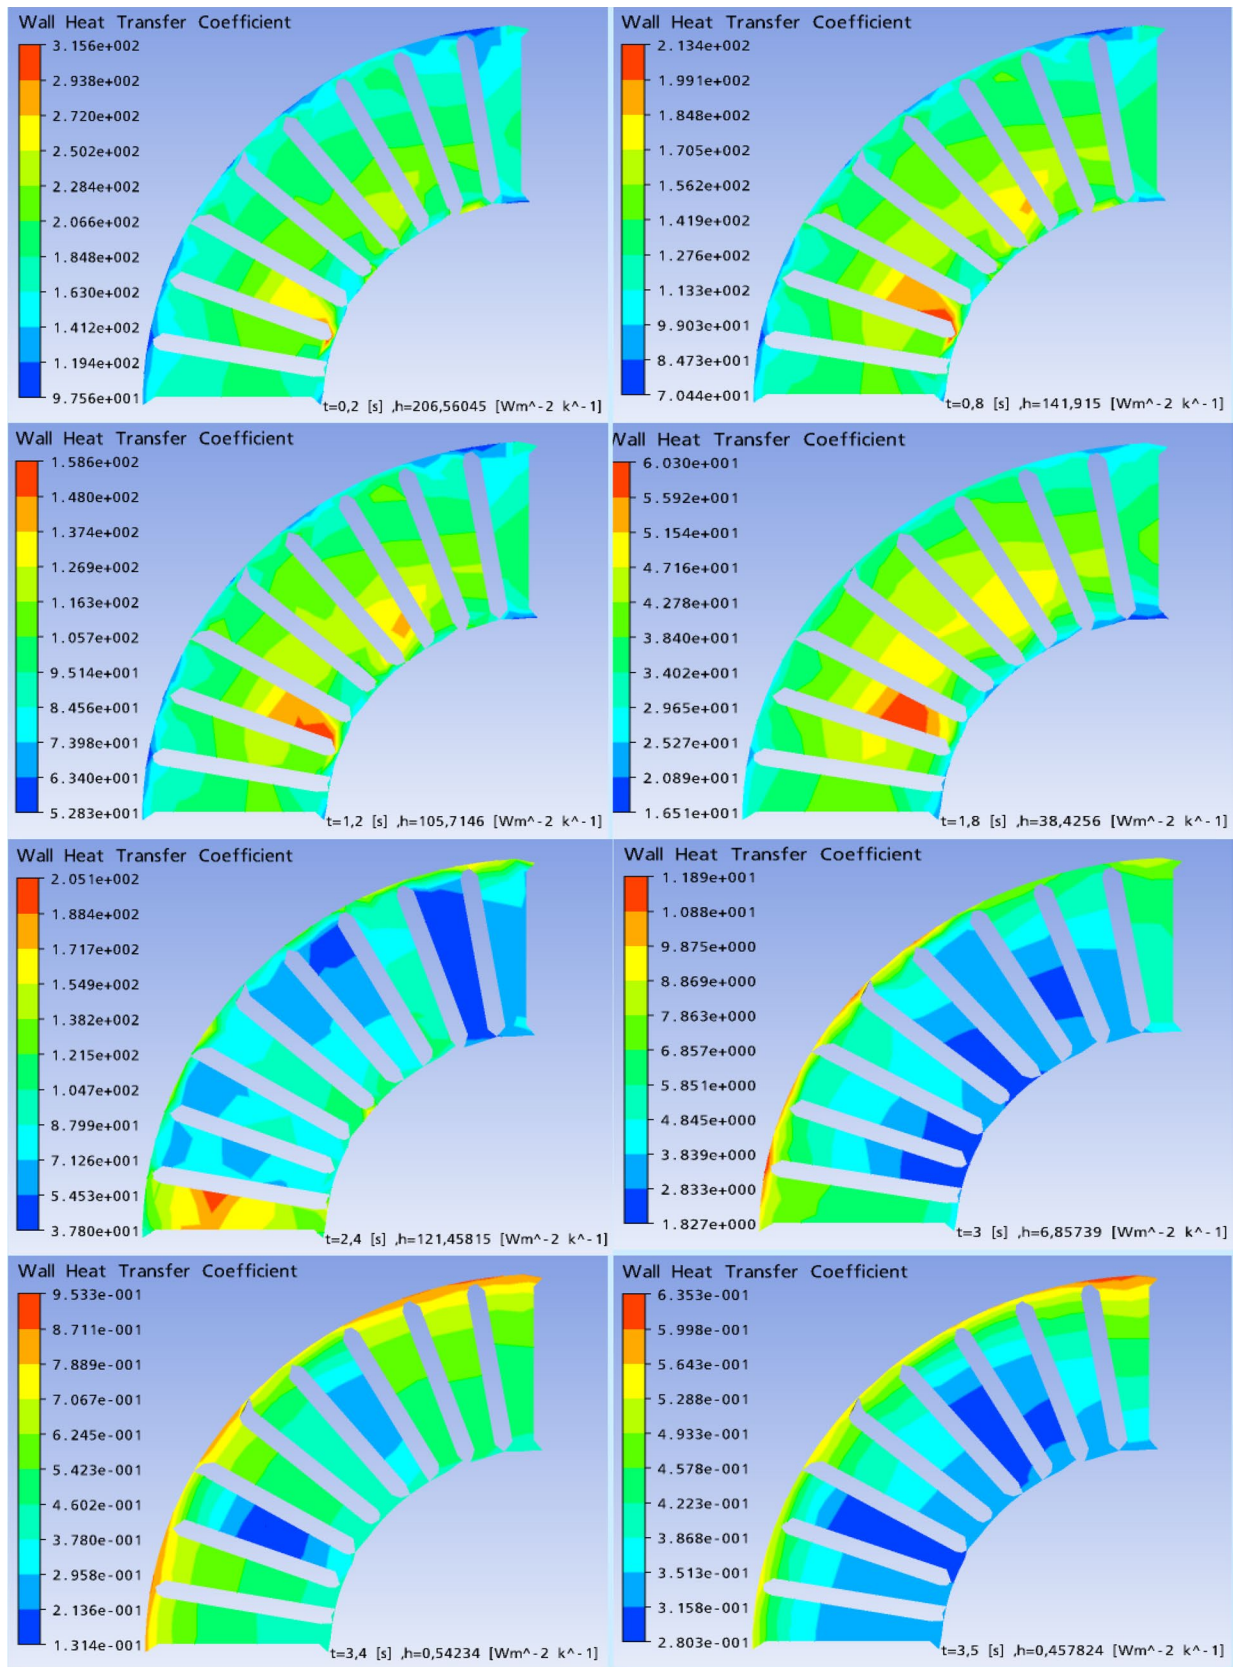 Wall Heat Transfer Coefficient
3.156e+002
2.938e+002
2.720e+002
2.502e+002
2.284e+002
2.066e+002
1.848e+002
1.630e+002
1.412e+002
1.194e+002
9.756e+001
t=0,2 [s] ,h=206,56045 [Wm^-2 k^-1]
Wall Heat Transfer Coefficient
2.134e+002
1.991e+002
1.848e+002
1.705e+002
1.562e+002
1.419e+002
1.276e+002
1.133e+002
9.903e+001
8.473e+001
7.044e+001
t=0,8 [s] ,h=141,915 [Wm^-2 k^-1]
Wall Heat Transfer Coefficient
1.586e+002
1.480e+002
1.374e+002
1.269e+002
1.163e+002
1.057e+002
9.514e+001
8.456e+001
7.398e+001
6.340e+001
5.283e+001
t=1,2 [s] ,h=105,7146 [Wm^-2 k^-1]
Wall Heat Transfer Coefficient
6.030e+001
5.592e+001
5.154e+001
4.716e+001
4.278e+001
3.840e+001
3.402e+001
2.965e+001
2.527e+001
2.089e+001
1.651e+001
t=1,8 [s] ,h=38,4256 [Wm^-2 k^-1]
Wall Heat Transfer Coefficient
2.051e+002
1.884e+002
1.717e+002
1.549e+002
1.382e+002
1.215e+002
1.047e+002
8.799e+001
7.126e+001
5.453e+001
3.780e+001
t=2,4 [s] ,h=121,45815 [Wm^-2 k^-1]
Wall Heat Transfer Coefficient
1.189e+001
1.088e+001
9.875e+000
8.869e+000
7.863e+000
6.857e+000
5.851e+000
4.845e+000
3.839e+000
2.833e+000
1.827e+000
t=3 [s] ,h=6,85739 [Wm^-2 k^-1]
Wall Heat Transfer Coefficient
9.533e-001
8.711e-001
7.889e-001
7.067e-001
6.245e-001
5.423e-001
4.602e-001
3.780e-001
2.958e-001
2.136e-001
1.314e-001
t=3,4 [s] ,h=0,54234 [Wm^-2 k^-1]
Wall Heat Transfer Coefficient
6.353e-001
5.998e-001
5.643e-001
5.288e-001
4.933e-001
4.578e-001
4.223e-001
3.868e-001
3.513e-001
3.158e-001
2.803e-001
t=3,5 [s] ,h=0,457824 [Wm^-2 k^-1]